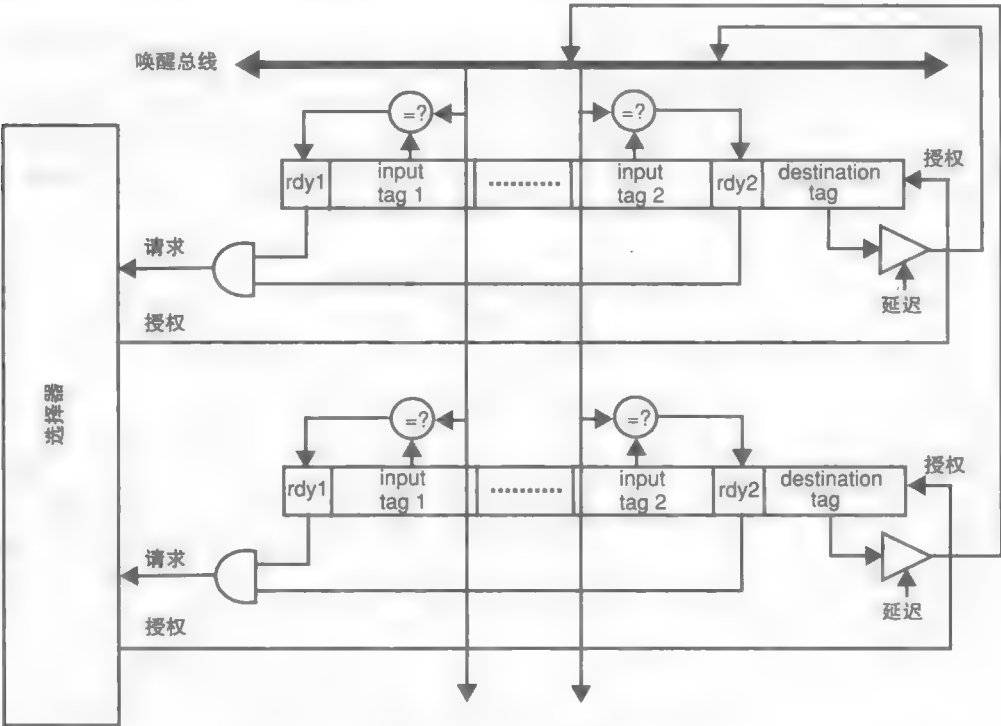 唤醒总线
=?
=?
授权
rdy1
input
tag 1
input
tag 2
rdy2
destination
tag
请求
延迟
授权
选择器
=?
=?
授权
rdy1
input
tag 1
input
tag 2
rdy2
destination
tag
请求
延迟
授权